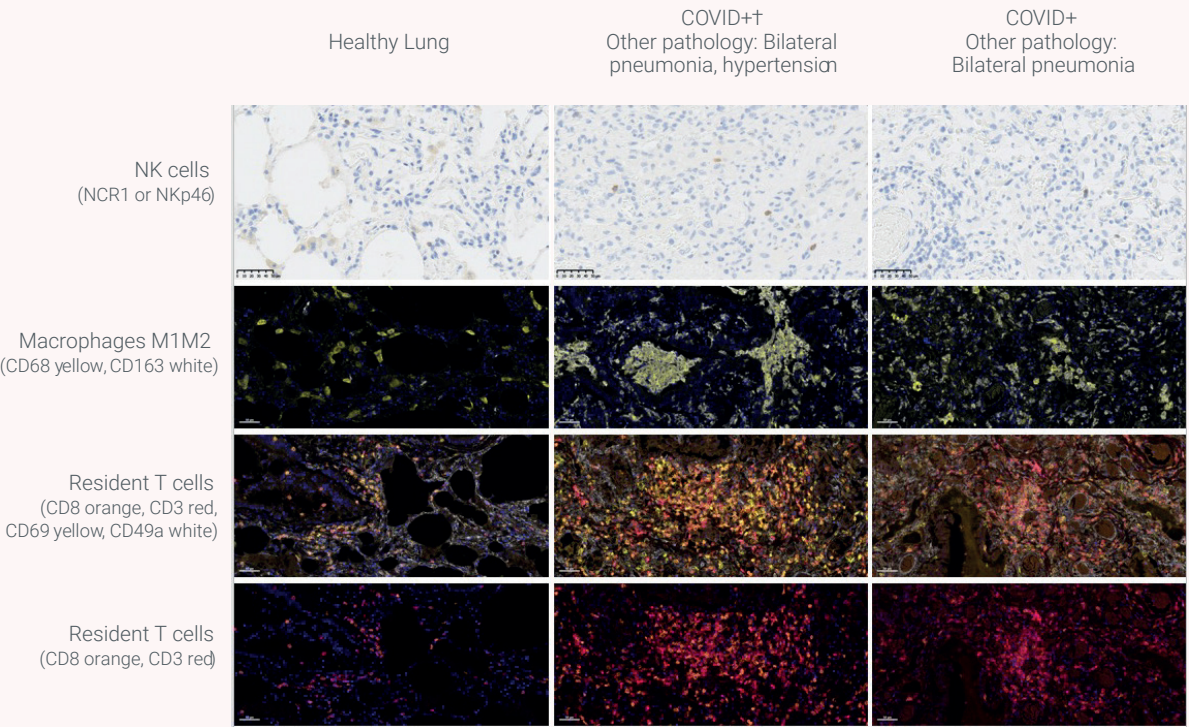 Healthy Lung
COVID+†
Other pathology: Bilateral
pneumonia, hypertension
COVID+
Other pathology:
Bilateral pneumonia
NK cells
(NCR1 or NKp46)
Macrophages M1M2
(CD68 yellow, CD163 white)
Resident T cells
(CD8 orange, CD3 red,
CD69 yellow, CD49a white)
Resident T cells
(CD8 orange, CD3 red)